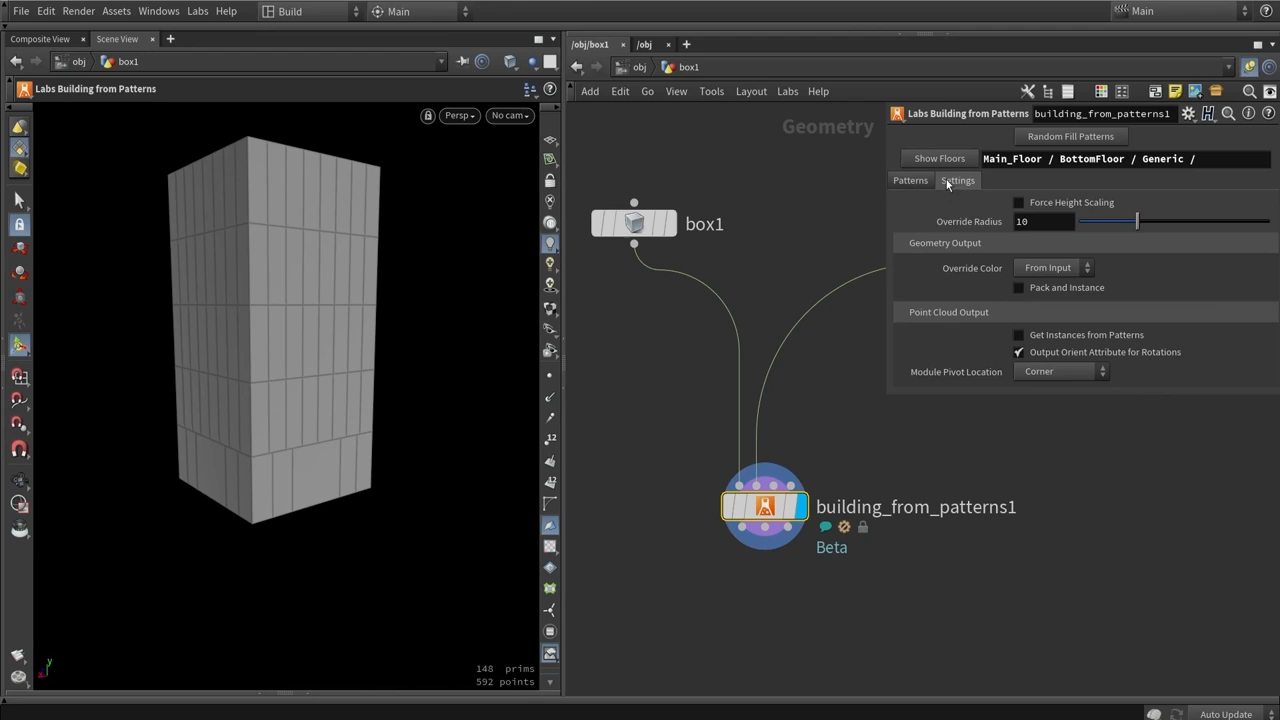 File Edit Render Assets Windows Labs Help Build Main Main
Composite View Scene View
/obj/box1 /obj
obj box1
obj box1
Labs Building from Patterns
Add Edit Go View Tools Layout Labs Help
Persp No cam
Geometry
Labs Building from Patterns building_from_patterns1
Random Fill Patterns
Show Floors Main_Floor / BottomFloor / Generic /
Patterns Settings
Force Height Scaling
Override Radius 10
Geometry Output
Override Color From Input
Pack and Instance
Point Cloud Output
Get Instances from Patterns
Output Orient Attribute for Rotations
Module Pivot Location Corner
box1
12
12
building_from_patterns1
Beta
y
x
148 prims
592 points
Auto Update